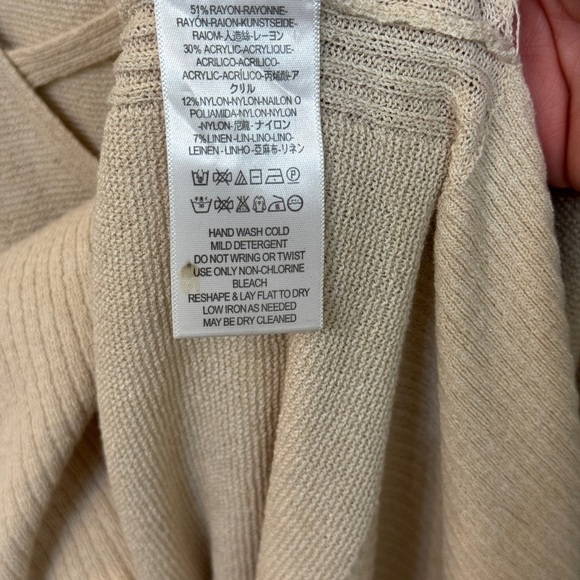 51% RAYON-RAYONNE-
RAYÓN-RAION-KUNSTSEIDE-
RAIOM-人造絲-レーヨン
30% ACRYLIC-ACRYLIQUE-
ACRILICO-ACRILICO-
ACRYLIC-ACRÍLICO-丙烯酸-ア
クリル
12%NYLON-NYLON-NAILON O
POLIAMIDA-NYLON-NYLON
-NYLON-尼龍- ナイロン
7%LINEN-LIN-LINO-LINO-
LEINEN-LINHO-亞麻布-リネン
HAND WASH COLD
MILD DETERGENT
DO NOT WRING OR TWIST
USE ONLY NON-CHLORINE
BLEACH
RESHAPE & LAY FLAT TO DRY
LOW IRON AS NEEDED
MAY BE DRY CLEANED